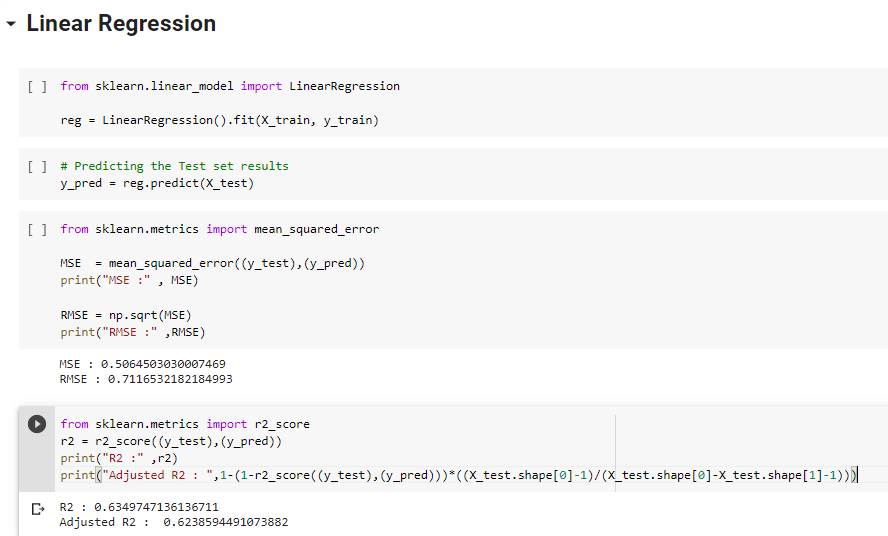 Linear Regression
[ ] from sklearn.linear_model import LinearRegression
reg = LinearRegression().fit(X_train, y_train)
[ ] # Predicting the Test set results
y_pred = reg.predict(X_test)
[ ] from sklearn.metrics import mean_squared_error
MSE  = mean_squared_error((y_test),(y_pred))
print("MSE :" , MSE)
RMSE = np.sqrt(MSE)
print("RMSE :" ,RMSE)
MSE : 0.5064503030007469
RMSE : 0.7116532182184993
from sklearn.metrics import r2_score
r2 = r2_score((y_test),(y_pred))
print("R2 :" ,r2)
print("Adjusted R2 : ",1-(1-r2_score((y_test),(y_pred)))*((X_test.shape[0]-1)/(X_test.shape[0]-X_test.shape[1]-1)))
R2 : 0.6349747136136711
Adjusted R2 :  0.6238594491073882